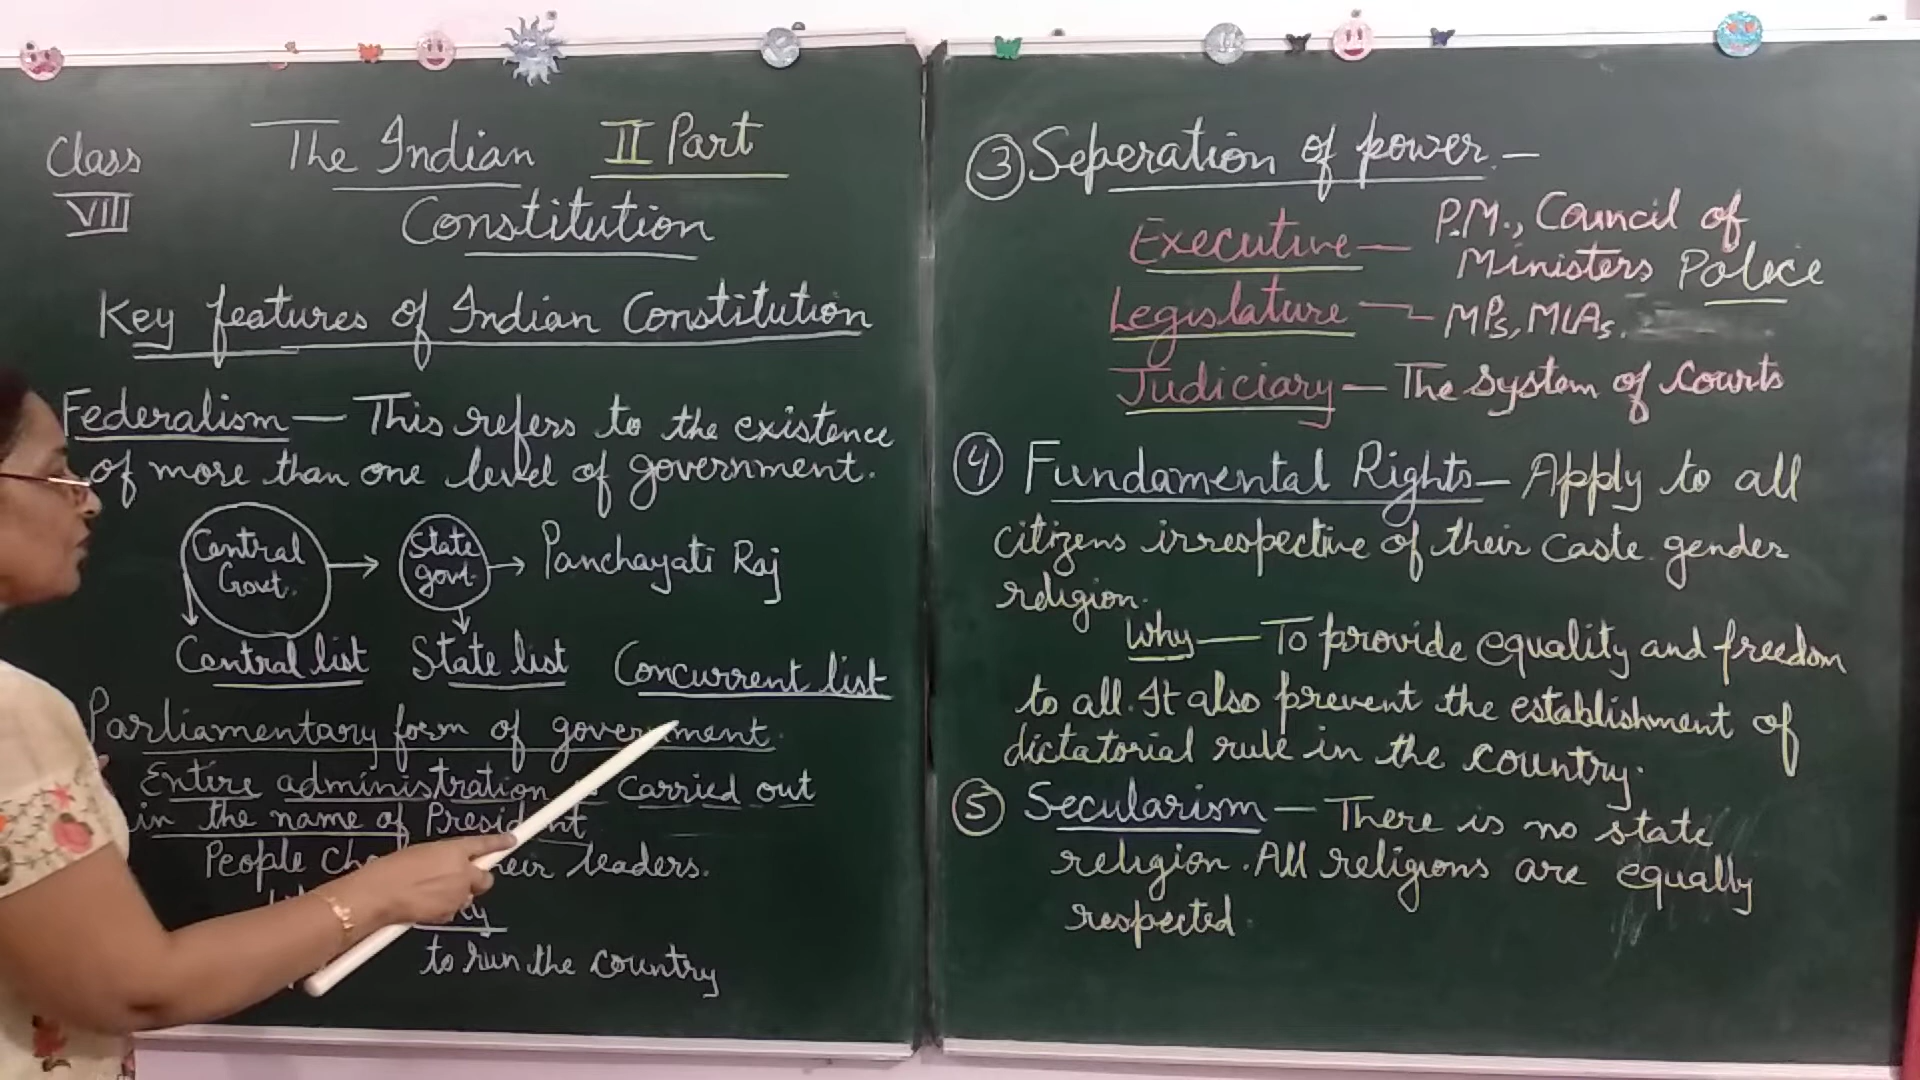 Class
VIII
The Indian II Part
Constitution
Key features of Indian Constitution
Federalism — This refers to the existence
of more than one level of government.
Central Govt. → State govt. → Panchayati Raj
Central list State list Concurrent list
Parliamentary form of government.
Entire administration carried out
in the name of President
People their leaders.
to run the country
③ Seperation of power. —
Executive — P.M., Council of
Ministers Police
Legislature — MPs, MLAs.
Judiciary — The system of courts
④ Fundamental Rights — Apply to all
citizens irrespective of their caste gender
religion.
Why — To provide equality and freedom
to all. It also prevent the establishment of
dictatorial rule in the country.
⑤ Secularism — There is no state
religion. All religions are equally
respected.